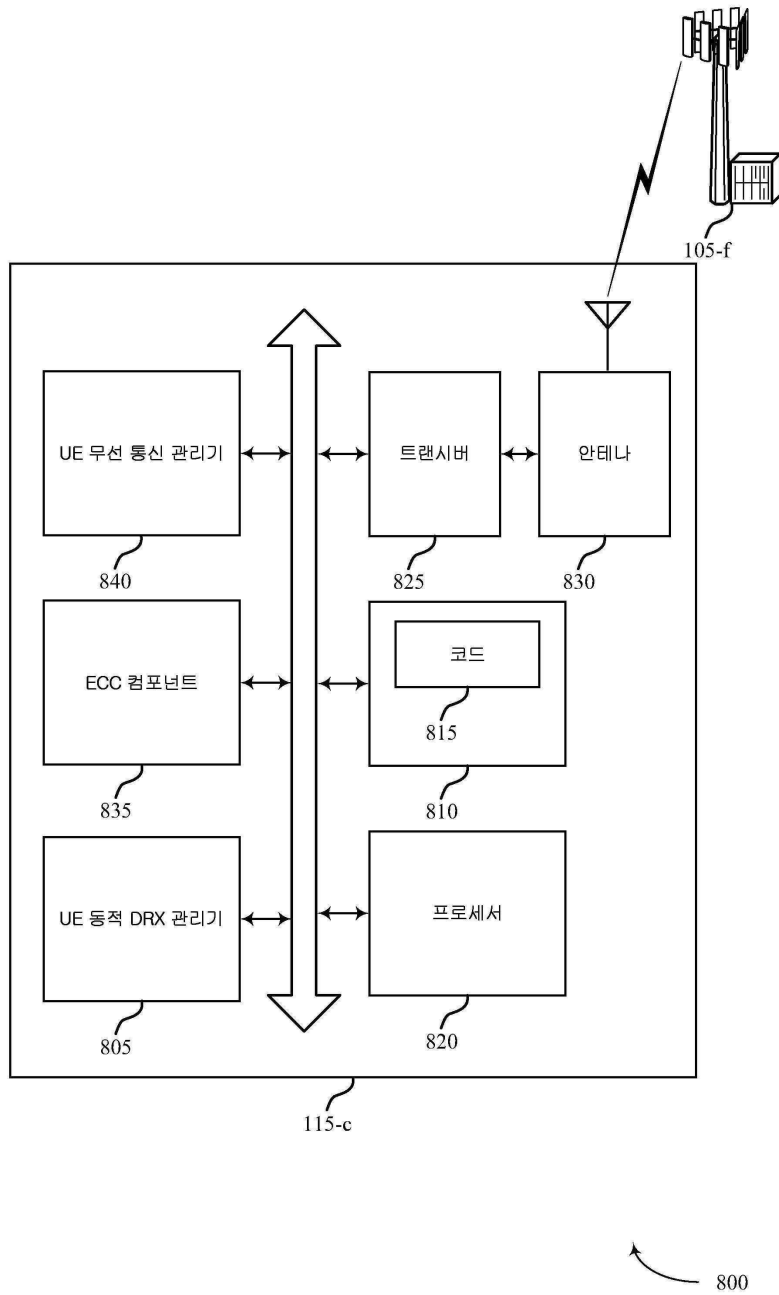 105-f
UE 무선 통신 관리기
840
트랜시버
825
안테나
830
ECC 컴포넌트
835
코드
815
810
UE 동적 DRX 관리기
805
프로세서
820
115-c
800